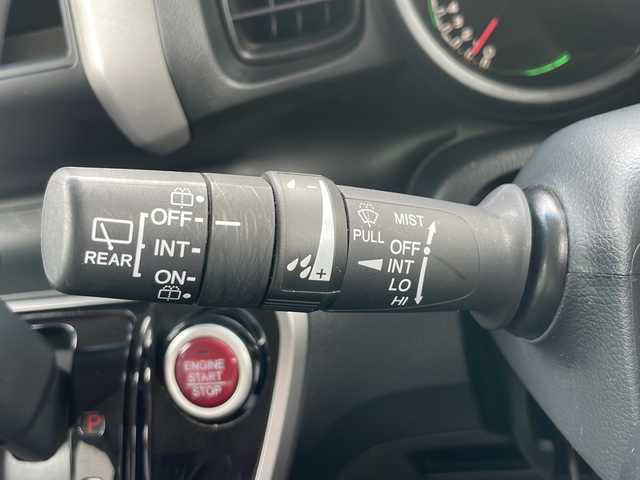 OFF
INT
REAR
ON
PULL
MIST
OFF
INT
LO
HI
ENGINE
START
STOP
P